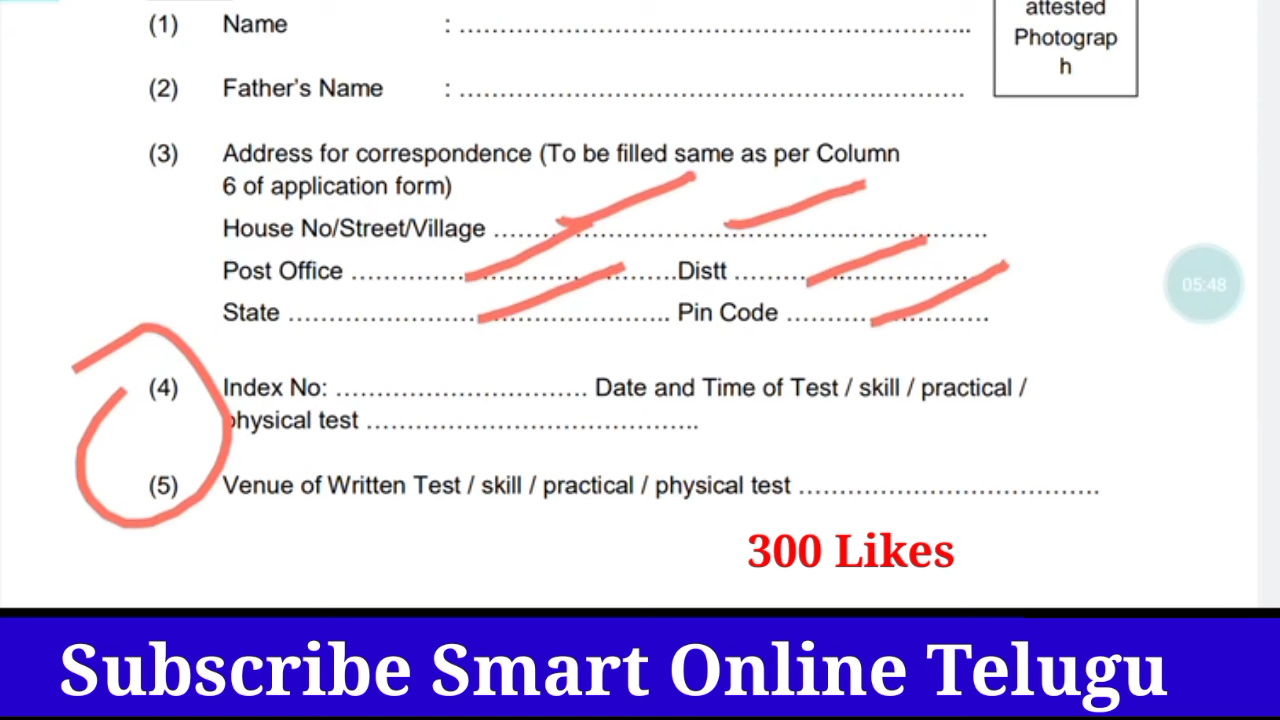 attested
(1) Name : ...............................................................
Photograp
h
(2) Father's Name : ...............................................................
(3) Address for correspondence (To be filled same as per Column
6 of application form)
House No/Street/Village ...............................................................
Post Office ........................................Distt ................................
State .............................................. Pin Code .........................
(4) Index No: .............................. Date and Time of Test / skill / practical /
physical test ........................................
(5) Venue of Written Test / skill / practical / physical test ....................................
05:48
300 Likes
Subscribe Smart Online Telugu